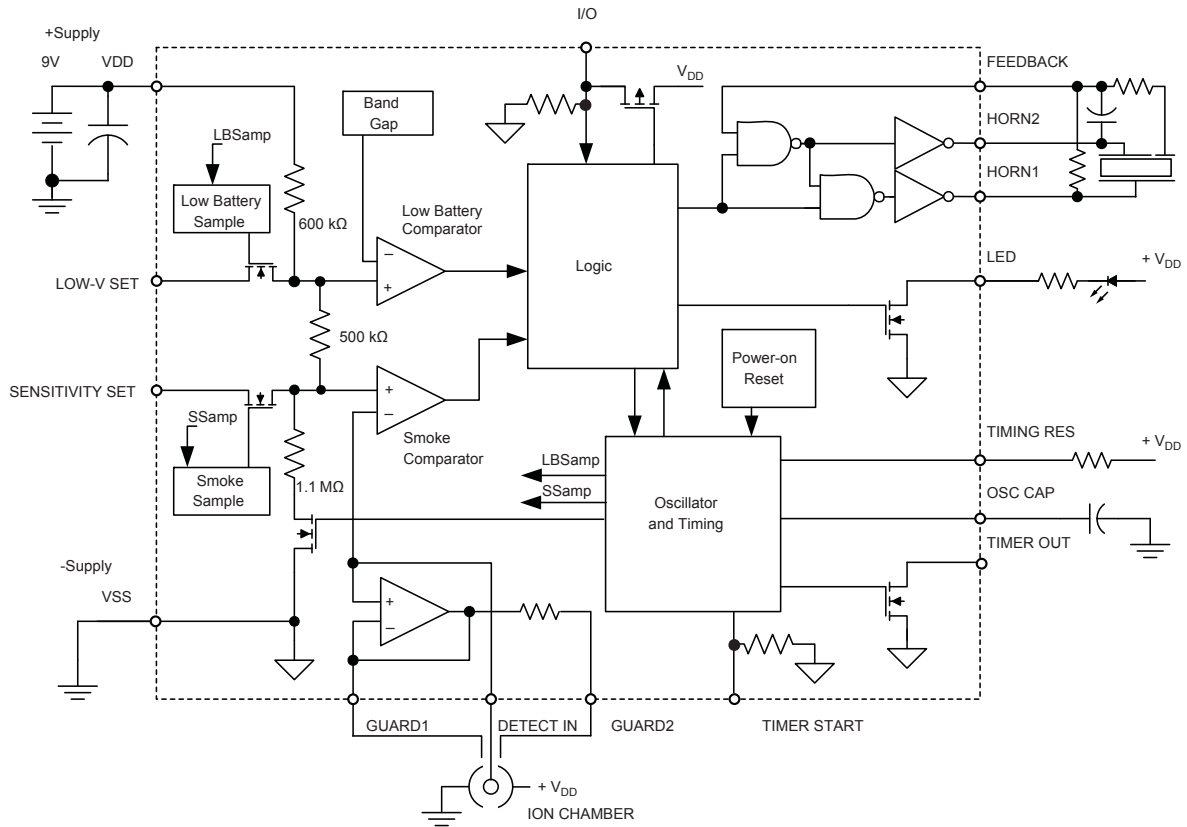 I/O
+Supply
9V
VDD
FEEDBACK
VDD
Band
Gap
HORN2
LBSamp
HORN1
Low Battery
Sample
600 kΩ
Low Battery
Comparator
Logic
LED
+ VDD
LOW-V SET
−
+
500 kΩ
Power-on
Reset
SENSITIVITY SET
+
−
SSamp
Smoke
Comparator
TIMING RES
+ VDD
Smoke
Sample
1.1 MΩ
LBSamp
SSamp
Oscillator
and Timing
OSC CAP
TIMER OUT
-Supply
VSS
+
−
GUARD1
DETECT IN
GUARD2
TIMER START
+ VDD
ION CHAMBER